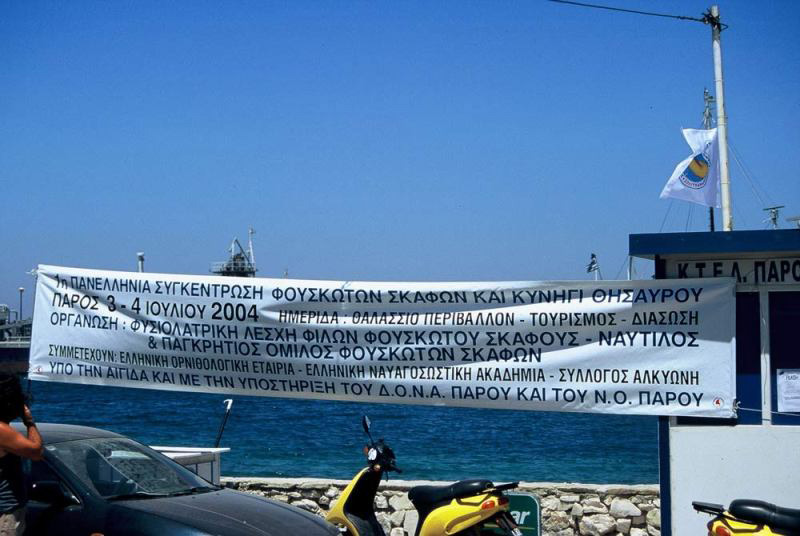 1η ΠΑΝΕΛΛΗΝΙΑ ΣΥΓΚΕΝΤΡΩΣΗ ΦΟΥΣΚΩΤΩΝ ΣΚΑΦΩΝ ΚΑΙ ΚΥΝΗΓΙ ΘΗΣΑΥΡΟΥ
ΠΑΡΟΣ 3 - 4 ΙΟΥΛΙΟΥ 2004 ΗΜΕΡΙΔΑ : ΘΑΛΑΣΣΙΟ ΠΕΡΙΒΑΛΛΟΝ - ΤΟΥΡΙΣΜΟΣ - ΔΙΑΣΩΣΗ
ΟΡΓΑΝΩΣΗ : ΦΥΣΙΟΛΑΤΡΙΚΗ ΛΕΣΧΗ ΦΙΛΩΝ ΦΟΥΣΚΩΤΟΥ ΣΚΑΦΟΥΣ - ΝΑΥΤΙΛΟΣ
& ΠΑΓΚΡΗΤΙΟΣ ΟΜΙΛΟΣ ΦΟΥΣΚΩΤΩΝ ΣΚΑΦΩΝ
ΣΥΜΜΕΤΕΧΟΥΝ: ΕΛΛΗΝΙΚΗ ΟΡΝΙΘΟΛΟΓΙΚΗ ΕΤΑΙΡΙΑ - ΕΛΛΗΝΙΚΗ ΝΑΥΑΓΟΣΩΣΤΙΚΗ ΑΚΑΔΗΜΙΑ - ΣΥΛΛΟΓΟΣ ΑΛΚΥΩΝΗ
ΥΠΟ ΤΗΝ ΑΙΓΙΔΑ ΚΑΙ ΜΕ ΤΗΝ ΥΠΟΣΤΗΡΙΞΗ ΤΟΥ Δ.Ο.Ν.Α. ΠΑΡΟΥ ΚΑΙ ΤΟΥ Ν.Ο. ΠΑΡΟΥ
Κ.Τ.Ε.Λ. ΠΑΡΟ